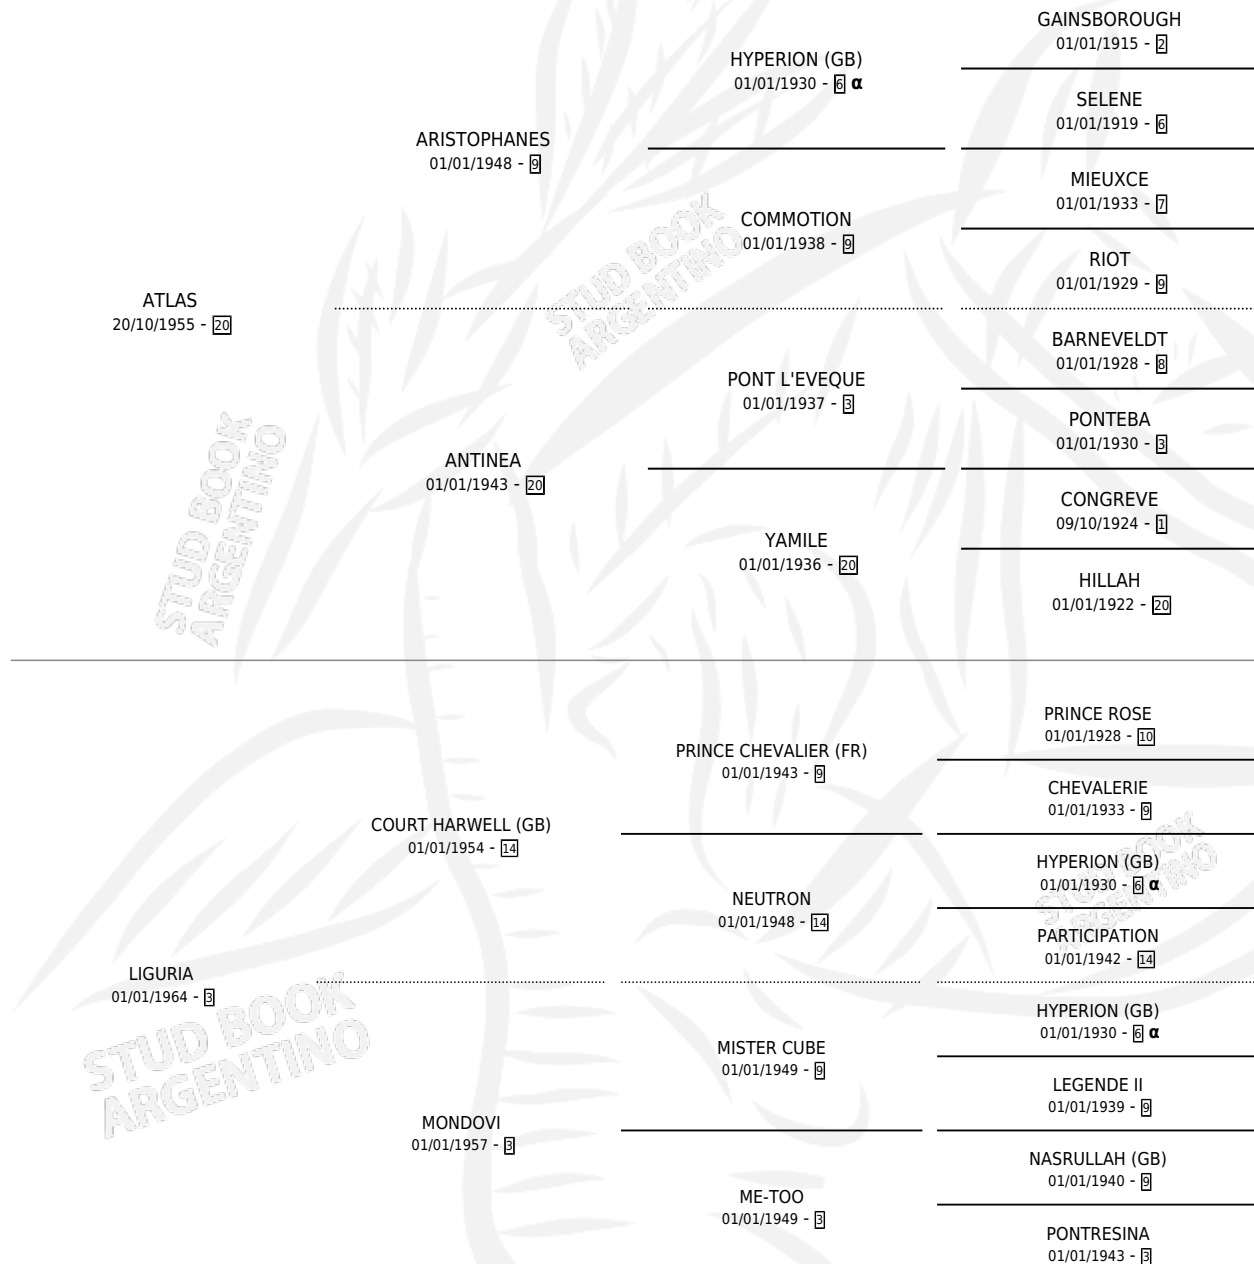 ATLAS
20/10/1955 - 20
ARISTOPHANES
01/01/1948 - 9
HYPERION (GB)
01/01/1930 - 6 α
GAINSBOROUGH
01/01/1915 - 2
SELENE
01/01/1919 - 6
COMMOTION
01/01/1938 - 9
MIEUXCE
01/01/1933 - 7
RIOT
01/01/1929 - 9
ANTINEA
01/01/1943 - 20
PONT L'EVEQUE
01/01/1937 - 3
BARNEVELDT
01/01/1928 - 8
PONTEBA
01/01/1930 - 3
YAMILE
01/01/1936 - 20
CONGREVE
09/10/1924 - 1
HILLAH
01/01/1922 - 20
LIGURIA
01/01/1964 - 3
COURT HARWELL (GB)
01/01/1954 - 14
PRINCE CHEVALIER (FR)
01/01/1943 - 9
PRINCE ROSE
01/01/1928 - 10
CHEVALERIE
01/01/1933 - 9
NEUTRON
01/01/1948 - 14
HYPERION (GB)
01/01/1930 - 6 α
PARTICIPATION
01/01/1942 - 14
MONDOVI
01/01/1957 - 3
MISTER CUBE
01/01/1949 - 9
HYPERION (GB)
01/01/1930 - 6 α
LEGENDE II
01/01/1939 - 9
ME-TOO
01/01/1949 - 3
NASRULLAH (GB)
01/01/1940 - 9
PONTRESINA
01/01/1943 - 3
STUD BOOK
ARGENTINO
STUD BOOK
ARGENTINO
STUD BOOK
ARGENTINO
STUD BOOK
ARGENTINO